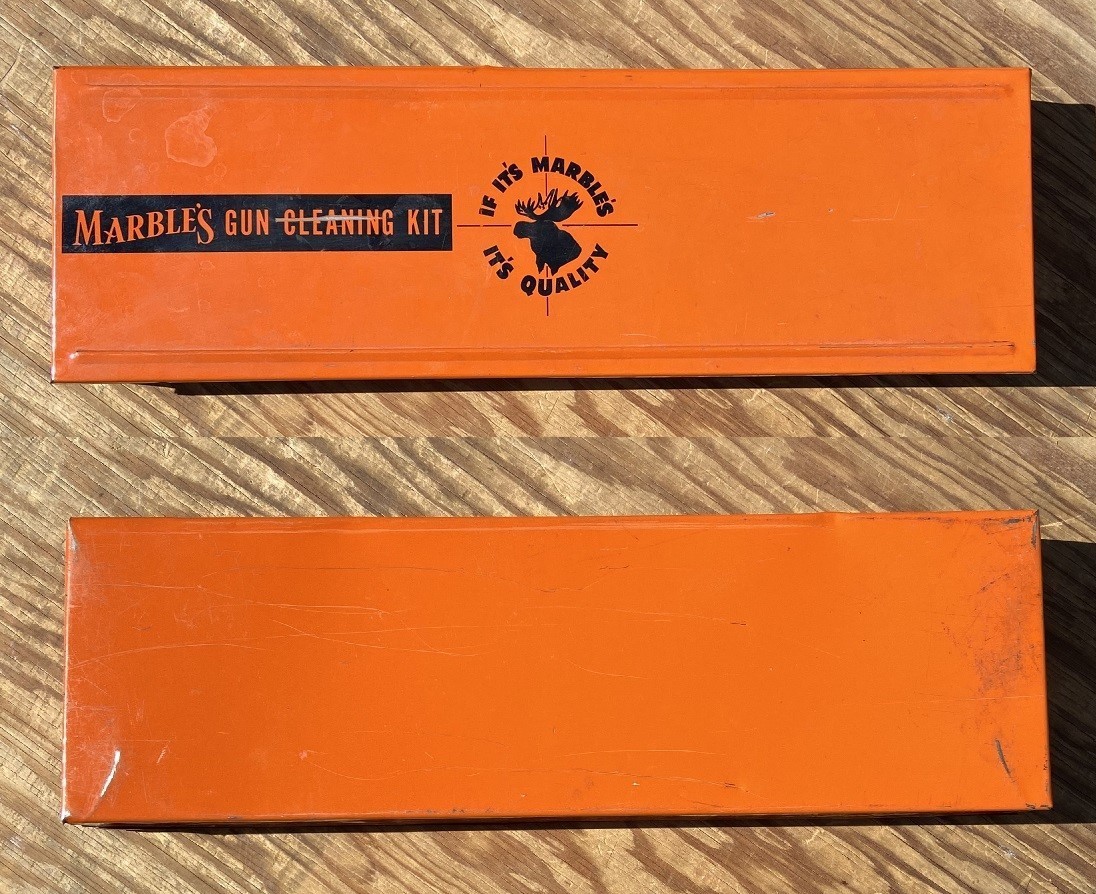 MARBLE'S GUN CLEANING KIT
IF IT'S MARBLE'S
IT'S QUALITY